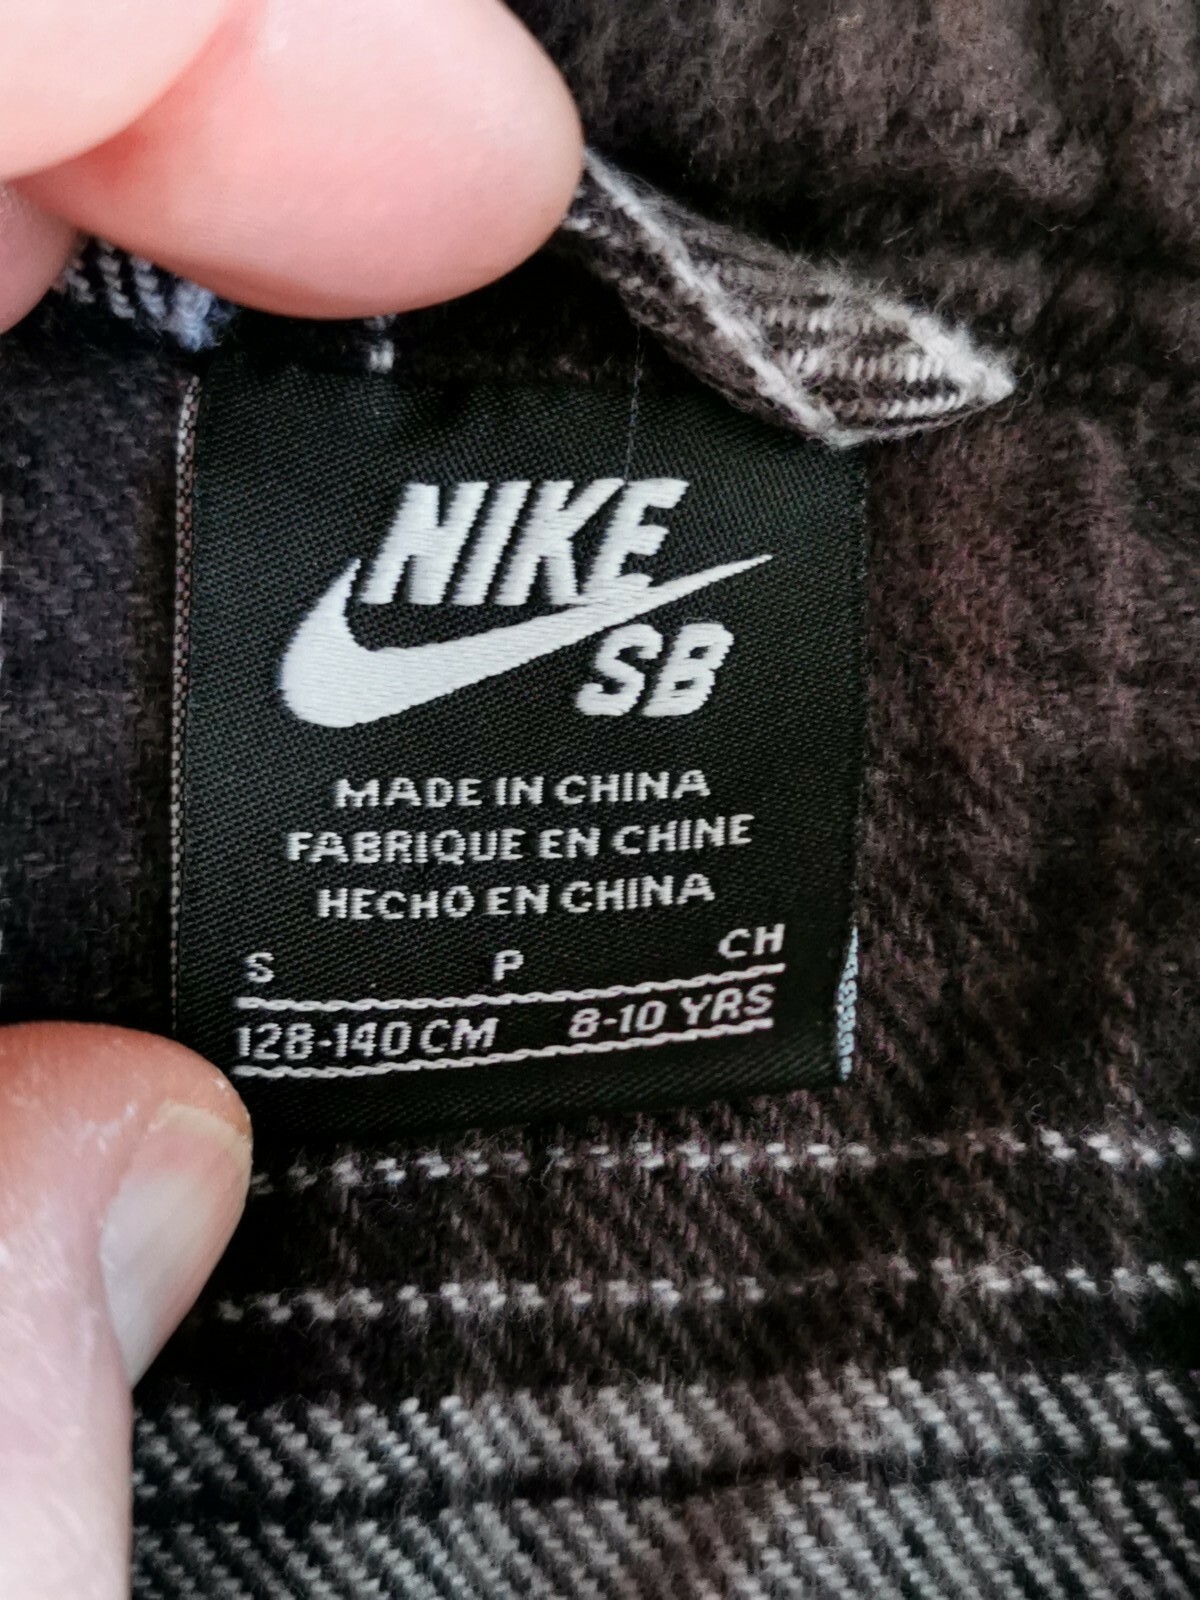 NIKE
SB
MADE IN CHINA
FABRIQUE EN CHINE
HECHO EN CHINA
S P CH
128-140 CM 8-10 YRS